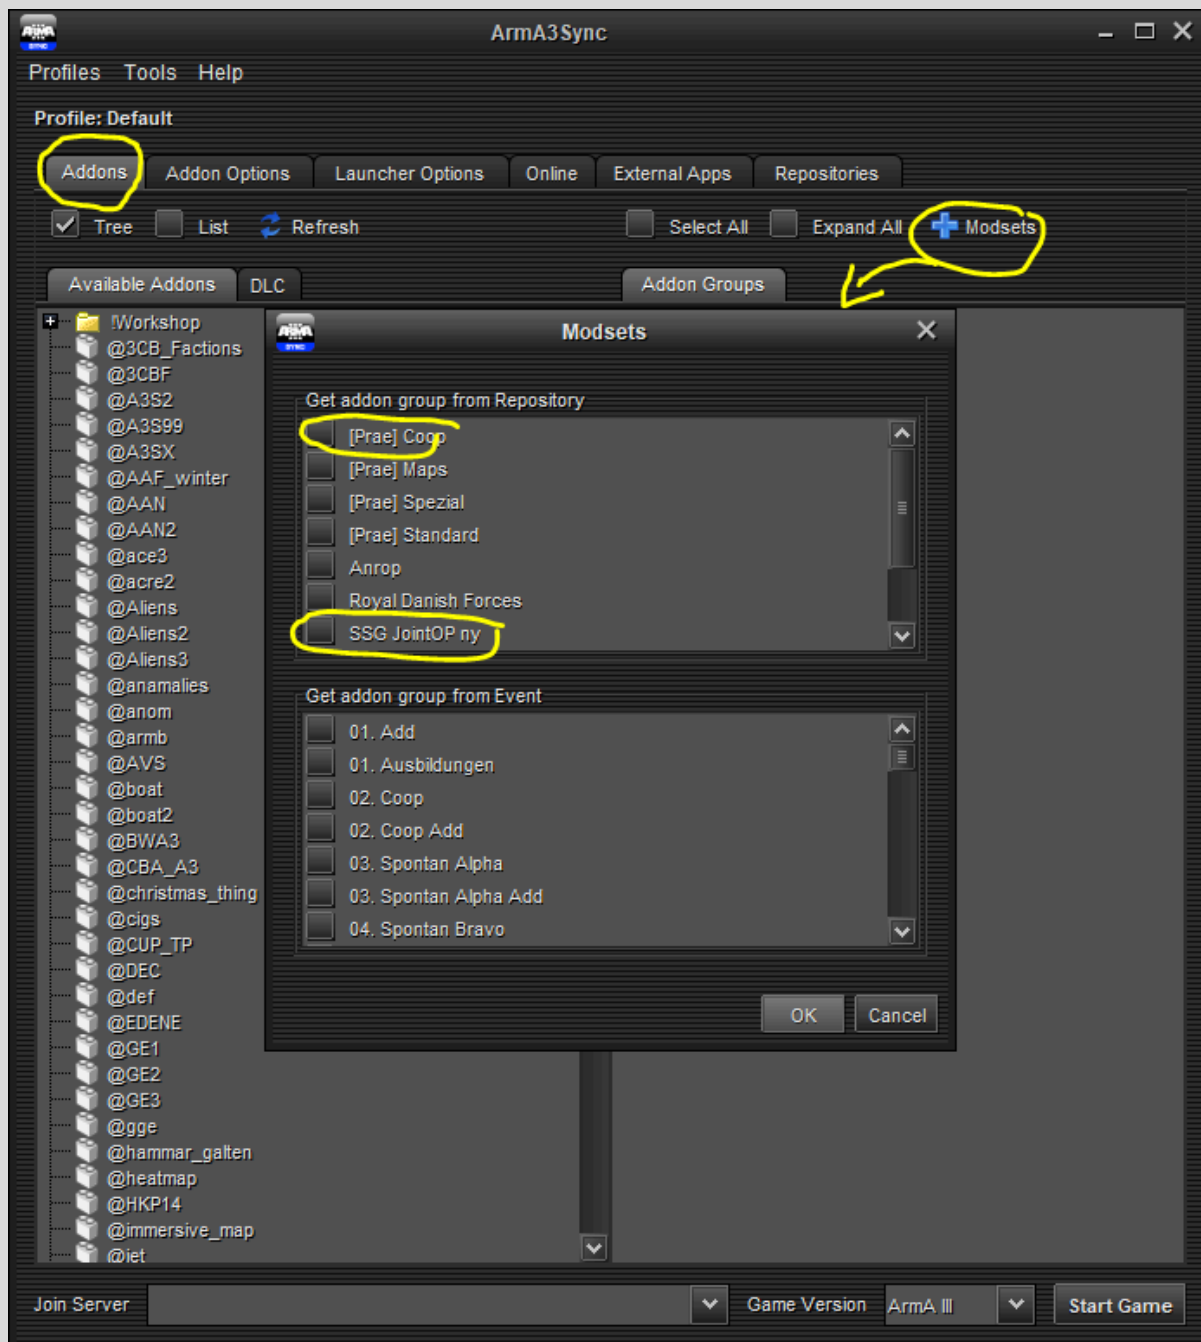 ArmA3Sync
Profiles Tools Help
Profile: Default
Addons Addon Options Launcher Options Online External Apps Repositories
Tree List Refresh Select All Expand All Modsets
Available Addons DLC Addon Groups
!Workshop
@3CB_Factions
@3CBF
@A3S2
@A3S99
@A3SX
@AAF_winter
@AAN
@AAN2
@ace3
@acre2
@Aliens
@Aliens2
@Aliens3
@anamalies
@anom
@armb
@AVS
@boat
@boat2
@BWA3
@CBA_A3
@christmas_thing
@cigs
@CUP_TP
@DEC
@def
@EDENE
@GE1
@GE2
@GE3
@gge
@hammar_galten
@heatmap
@HKP14
@immersive_map
@jet
Modsets
Get addon group from Repository
[Prae] Coop
[Prae] Maps
[Prae] Spezial
[Prae] Standard
Anrop
Royal Danish Forces
SSG JointOP ny
Get addon group from Event
01. Add
01. Ausbildungen
02. Coop
02. Coop Add
03. Spontan Alpha
03. Spontan Alpha Add
04. Spontan Bravo
OK Cancel
Join Server Game Version ArmA III Start Game